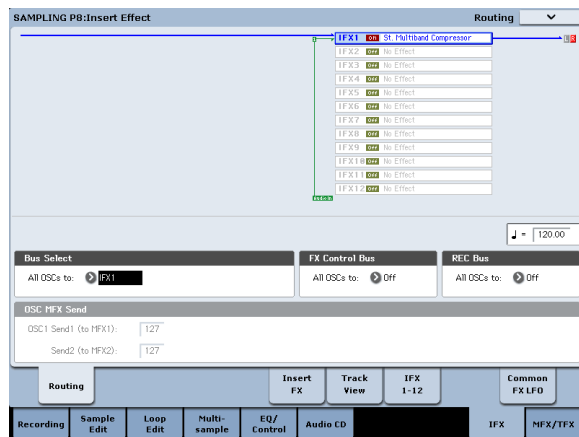 SAMPLING P8:Insert Effect
Routing
IFX1 on St. Multiband Compressor
L R
IFX2 Off No Effect
IFX3 Off No Effect
IFX4 Off No Effect
IFX5 Off No Effect
IFX6 Off No Effect
IFX7 Off No Effect
IFX8 Off No Effect
IFX9 Off No Effect
IFX10 Off No Effect
IFX11 Off No Effect
IFX12 Off No Effect
Audio In
♩ = 120.00
Bus Select
FX Control Bus
REC Bus
All OSCs to: IFX1
All OSCs to: Off
All OSCs to: Off
OSC MFX Send
OSC1 Send1 (to MFX1): 127
Send2 (to MFX2): 127
Routing
Insert FX
Track View
IFX 1-12
Common FX LFO
Recording
Sample Edit
Loop Edit
Multi-sample
EQ/Control
Audio CD
IFX
MFX/TFX